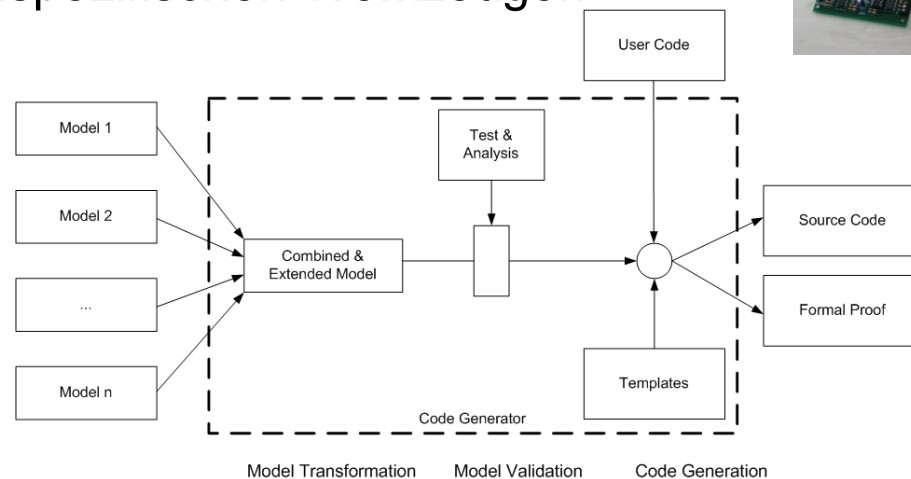 User Code
Model 1
Test &
Analysis
Model 2
Source Code
Combined &
Extended Model
...
Formal Proof
Model n
Templates
Code Generator
Model Transformation
Model Validation
Code Generation